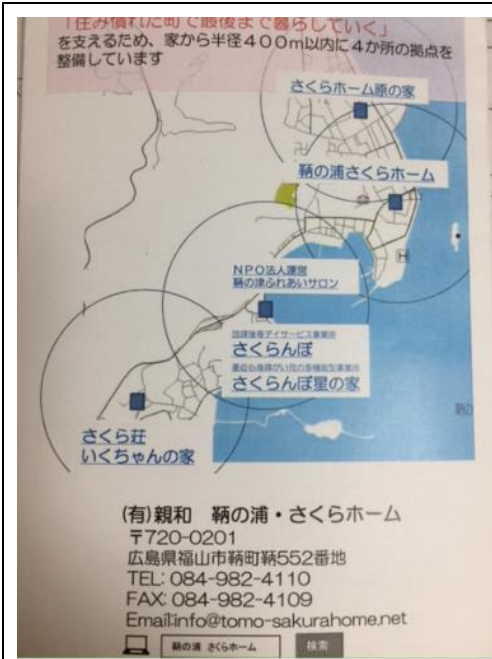 「住み慣れた町で最後まで暮らしていく」
を支えるため、家から半径400m以内に4か所の拠点を
整備しています
さくらホーム原の家
鞆の浦さくらホーム
NPO法人運営
鞆の津ふれあいサロン
さくらんぼ
さくらんぼ星の家
さくら荘
いくちゃんの家
(有)親和 鞆の浦・さくらホーム
〒720-0201
広島県福山市鞆町鞆552番地
TEL: 084-982-4110
FAX: 084-982-4109
Email:info@tomo-sakurahome.net
鞆の浦 さくらホーム 検索